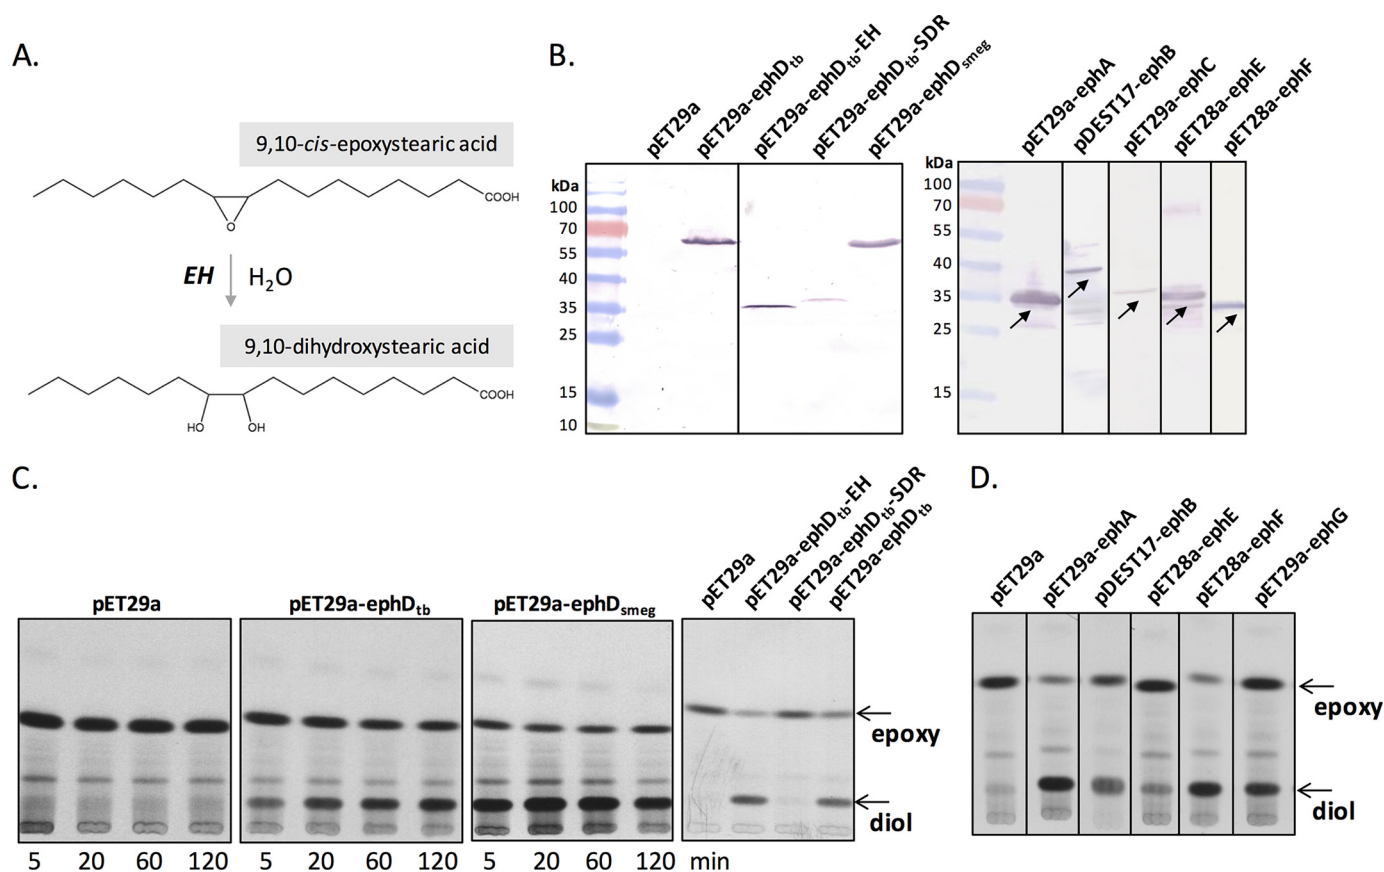 A.
9,10-cis-epoxystearic acid
COOH
O
EH H2O
9,10-dihydroxystearic acid
COOH
HO OH
B.
pET29a
pET29a-ephDtb
pET29a-ephDtb-EH
pET29a-ephDtb-SDR
pET29a-ephDsmeg
kDa
100
70
55
40
35
25
15
10
pET29a-ephA
pDEST17-ephB
pET29a-ephC
pET28a-ephE
pET28a-ephF
kDa
100
70
55
40
35
25
15
C.
pET29a
pET29a-ephDtb
pET29a-ephDsmeg
pET29a
pET29a-ephDtb-EH
pET29a-ephDtb-SDR
pET29a-ephDtb
epoxy
diol
5 20 60 120 5 20 60 120 5 20 60 120 min
D.
pET29a
pET29a-ephA
pDEST17-ephB
pET28a-ephE
pET28a-ephF
pET29a-ephG
epoxy
diol